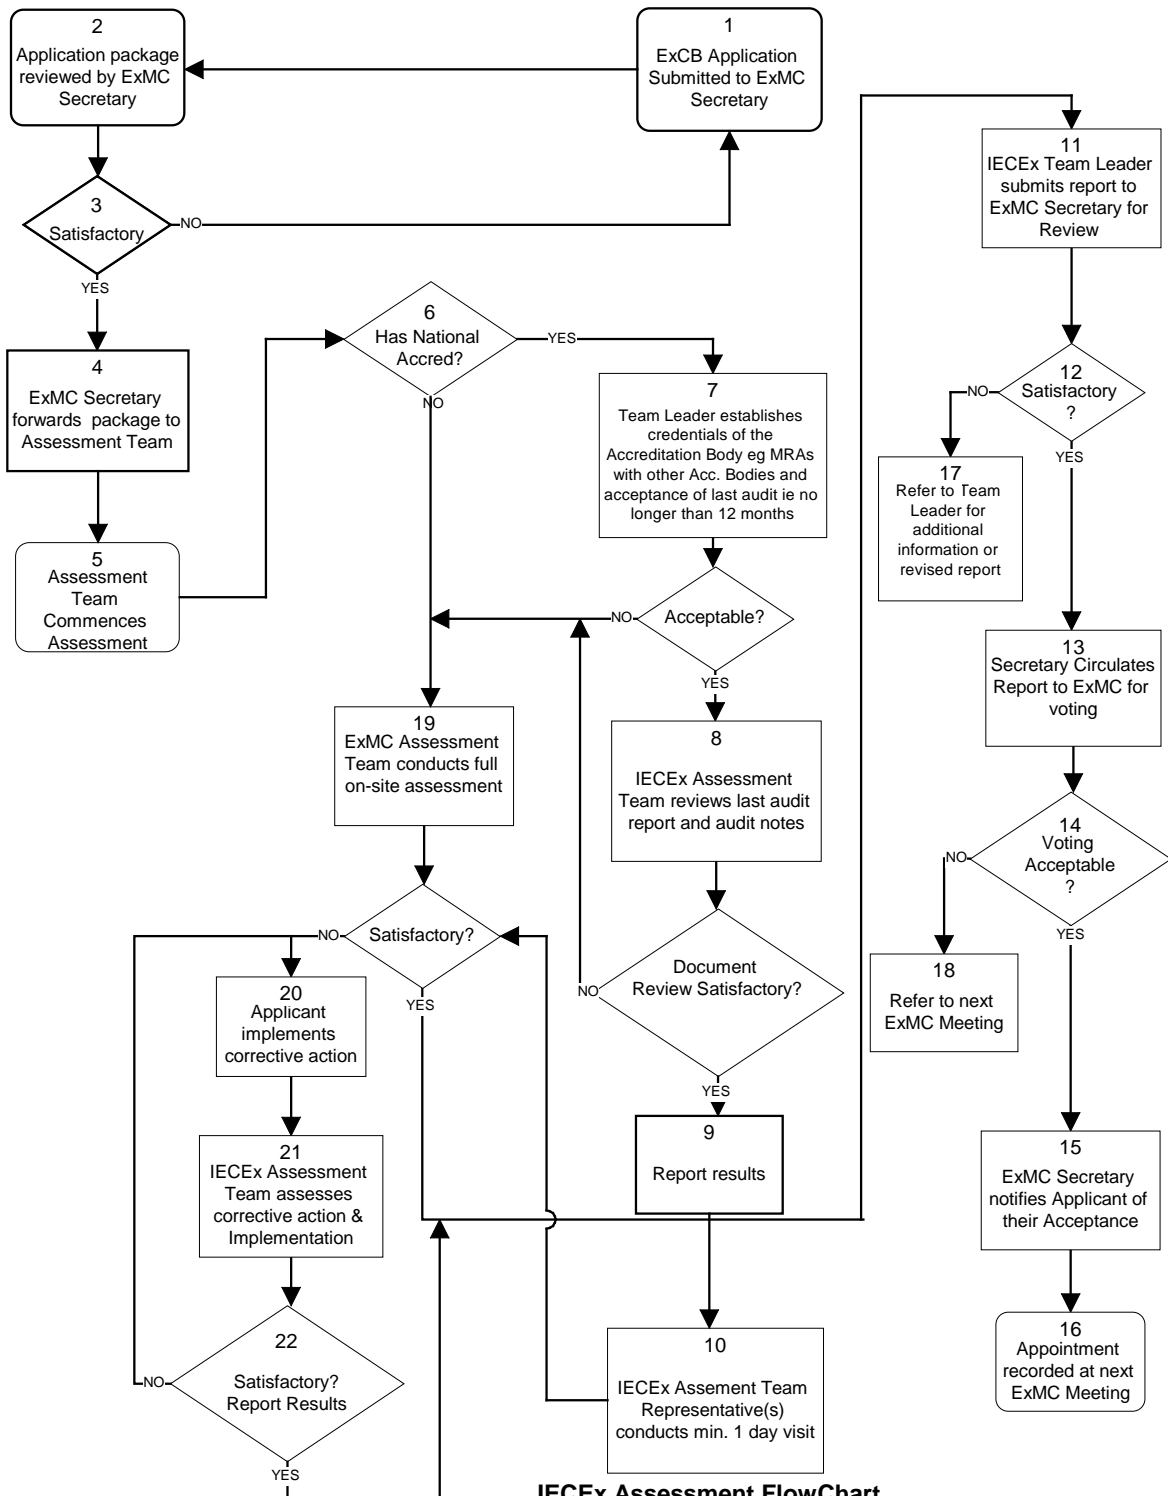 2
Application package
reviewed by ExMC
Secretary
1
ExCB Application
Submitted to ExMC
Secretary
3
Satisfactory
NO
YES
4
ExMC Secretary
forwards package to
Assessment Team
5
Assessment
Team
Commences
Assessment
6
Has National
Accred?
YES
NO
7
Team Leader establishes
credentials of the
Accreditation Body eg MRAs
with other Acc. Bodies and
acceptance of last audit ie no
longer than 12 months
Acceptable?
NO
YES
8
IECEx Assessment
Team reviews last audit
report and audit notes
Document
Review Satisfactory?
NO
YES
9
Report results
10
IECEx Assement Team
Representative(s)
conducts min. 1 day visit
19
ExMC Assessment
Team conducts full
on-site assessment
Satisfactory?
NO
YES
20
Applicant
implements
corrective action
21
IECEx Assessment
Team assesses
corrective action &
Implementation
22
Satisfactory?
Report Results
NO
YES
11
IECEx Team Leader
submits report to
ExMC Secretary for
Review
12
Satisfactory
?
NO
YES
17
Refer to Team
Leader for
additional
information or
revised report
13
Secretary Circulates
Report to ExMC for
voting
14
Voting
Acceptable
?
NO
YES
18
Refer to next
ExMC Meeting
15
ExMC Secretary
notifies Applicant of
their Acceptance
16
Appointment
recorded at next
ExMC Meeting
IECEx Assessment FlowChart